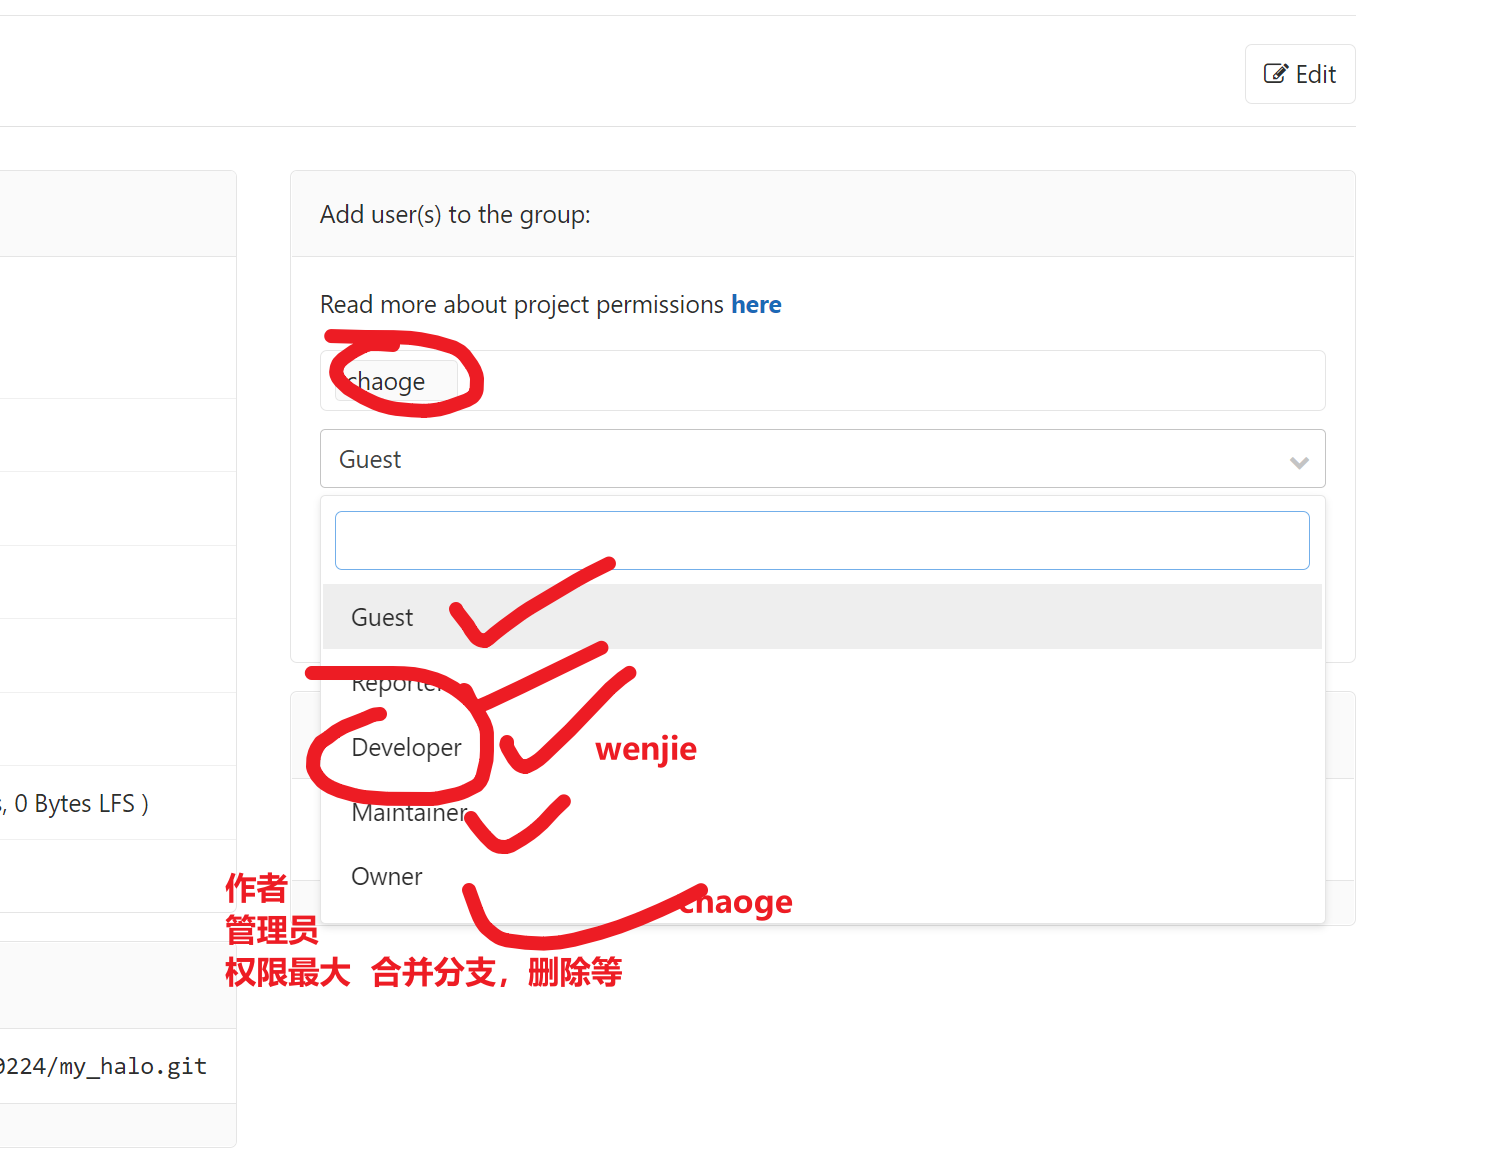 Edit
Add user(s) to the group:
Read more about project permissions here
chaoge
Guest
Guest
Reporter
Developer
wenjie
Maintainer
Owner
chaoge
, 0 Bytes LFS )
作者
管理员
权限最大 合并分支，删除等
9224/my_halo.git